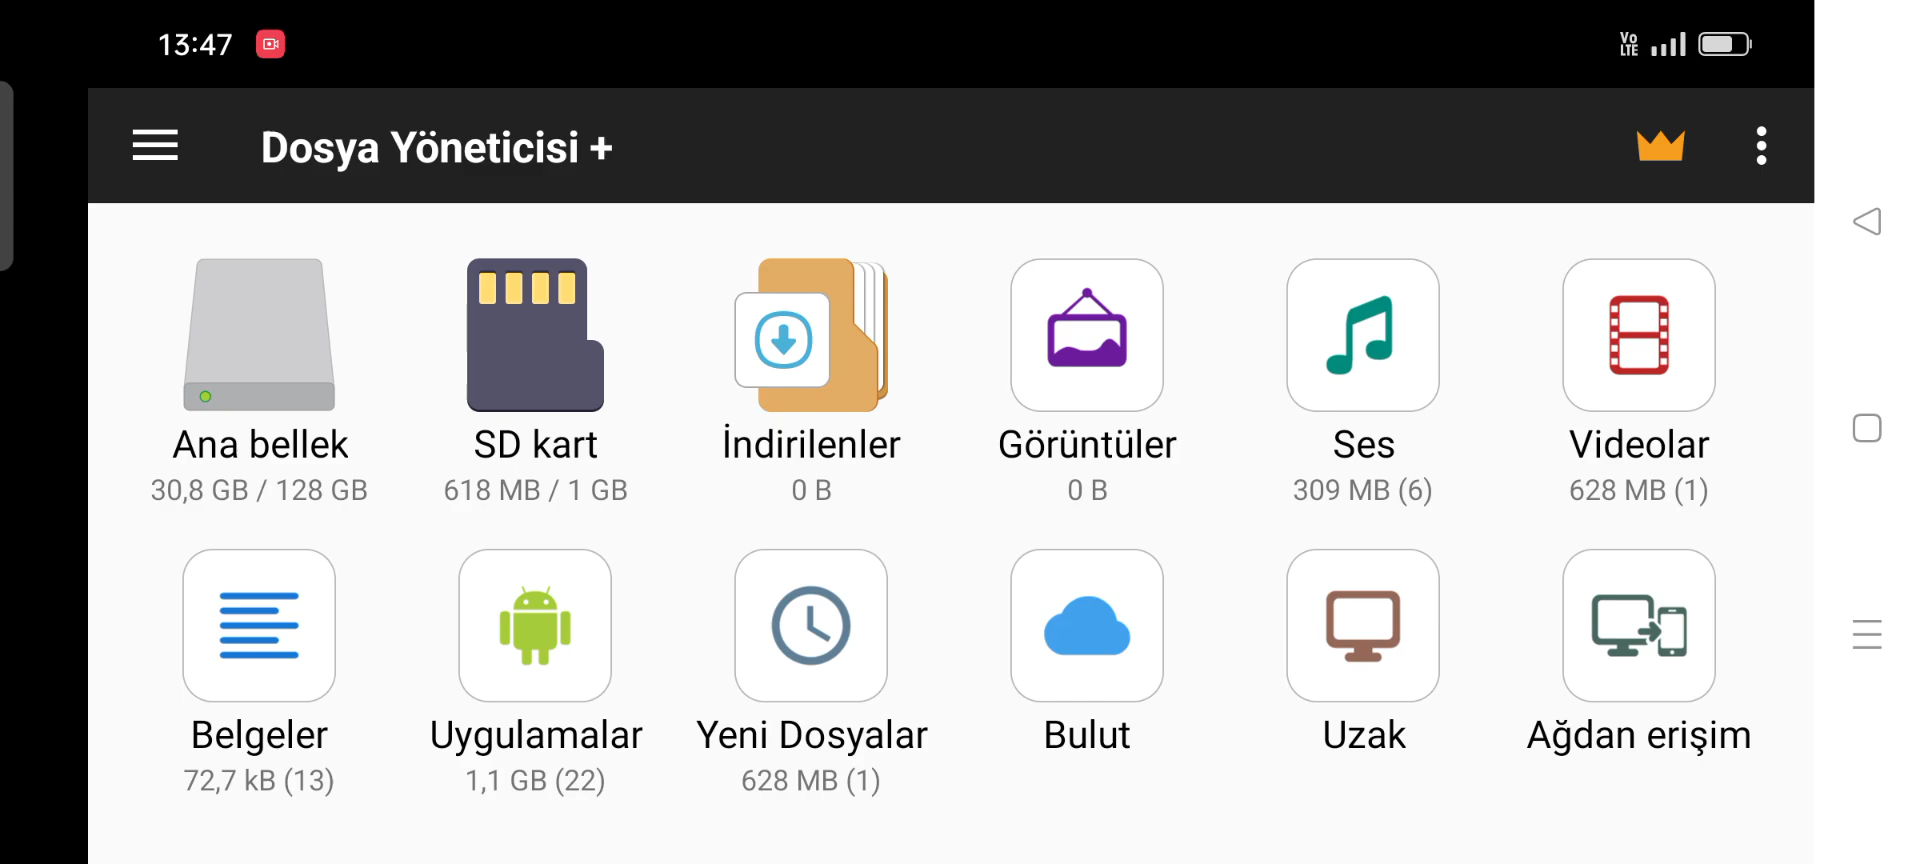 13:47
Vo
LTE
Dosya Yöneticisi +
Ana bellek
30,8 GB / 128 GB
SD kart
618 MB / 1 GB
İndirilenler
0 B
Görüntüler
0 B
Ses
309 MB (6)
Videolar
628 MB (1)
Belgeler
72,7 kB (13)
Uygulamalar
1,1 GB (22)
Yeni Dosyalar
628 MB (1)
Bulut
Uzak
Ağdan erişim